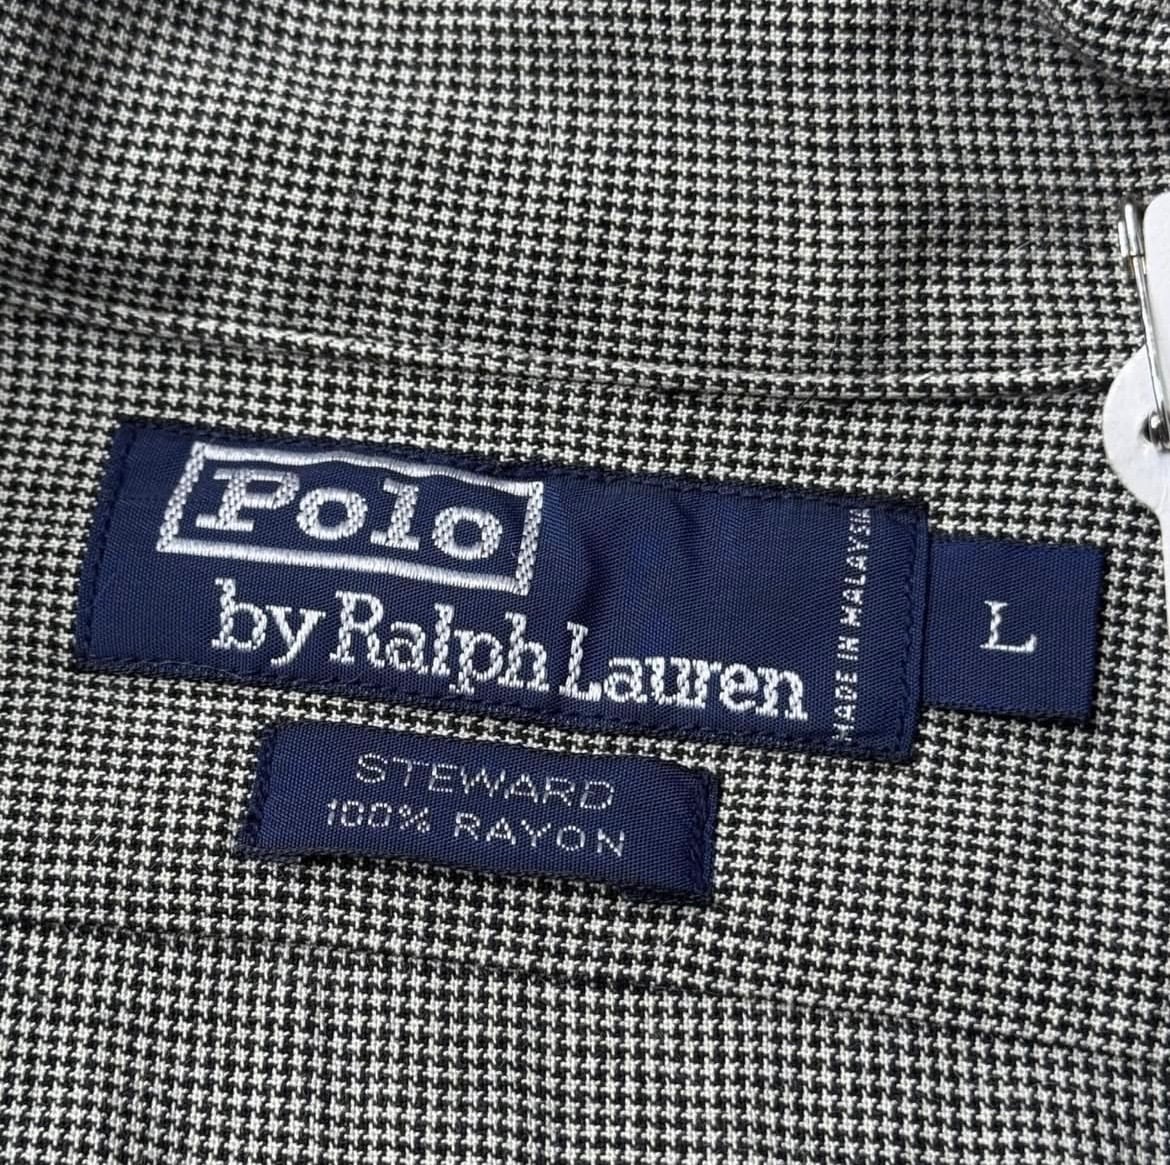 Polo
by Ralph Lauren
MADE IN MALAYSIA
L
STEWARD
100% RAYON